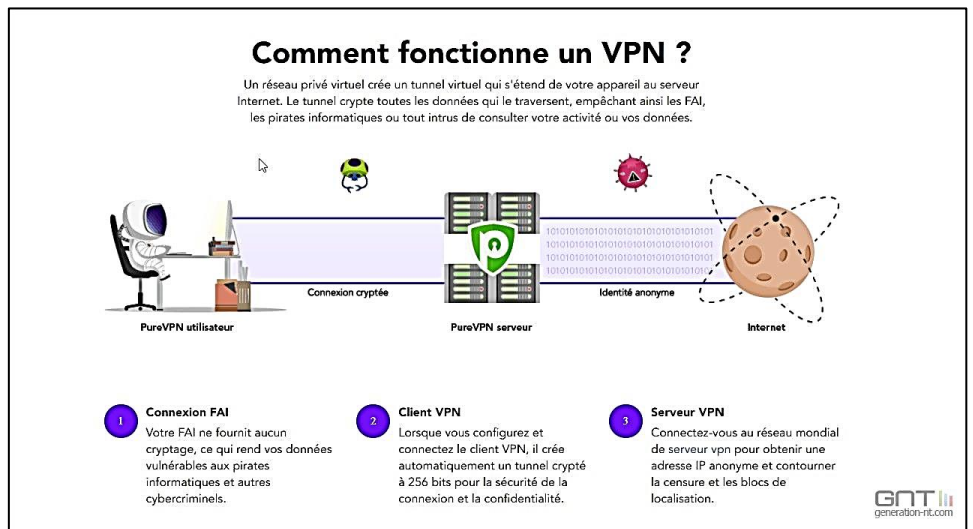 Comment fonctionne un VPN ?
Un réseau privé virtuel crée un tunnel virtuel qui s'étend de votre appareil au serveur
Internet. Le tunnel crypte toutes les données qui le traversent, empêchant ainsi les FAI,
les pirates informatiques ou tout intrus de consulter votre activité ou vos données.
101010101010101010101010101010101
101010101010101010101010101010101
101010101010101010101010101010101
101010101010101010101010101010101
Connexion cryptée
Identité anonyme
PureVPN utilisateur
PureVPN serveur
Internet
1
Connexion FAI
Votre FAI ne fournit aucun
cryptage, ce qui rend vos données
vulnérables aux pirates
informatiques et autres
cybercriminels.
2
Client VPN
Lorsque vous configurez et
connectez le client VPN, il crée
automatiquement un tunnel crypté
à 256 bits pour la sécurité de la
connexion et la confidentialité.
3
Serveur VPN
Connectez-vous au réseau mondial
de serveur vpn pour obtenir une
adresse IP anonyme et contourner
la censure et les blocs de
localisation.
GNT
generation-nt.com